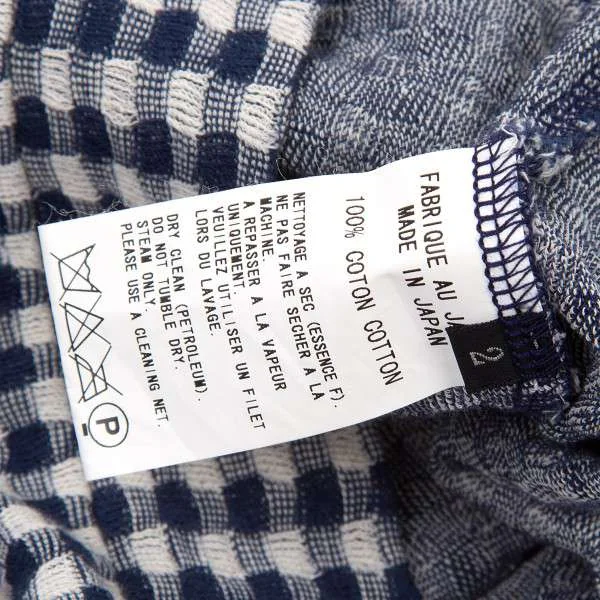 FABRIQUE AU JA
MADE IN JAPAN
2
100% COTON COTTON
NETTOYAGE A SEC (ESSENCE F).
NE PAS FAIRE SECHER A LA
MACHINE.
A REPASSER A LA VAPEUR
UNIQUEMENT.
VEUILLEZ UTILISER UN FILET
LORS DU LAVAGE.
DRY CLEAN (PETROLEUM).
DO NOT TUMBLE DRY.
STEAM ONLY.
PLEASE USE A CLEANING NET.
P